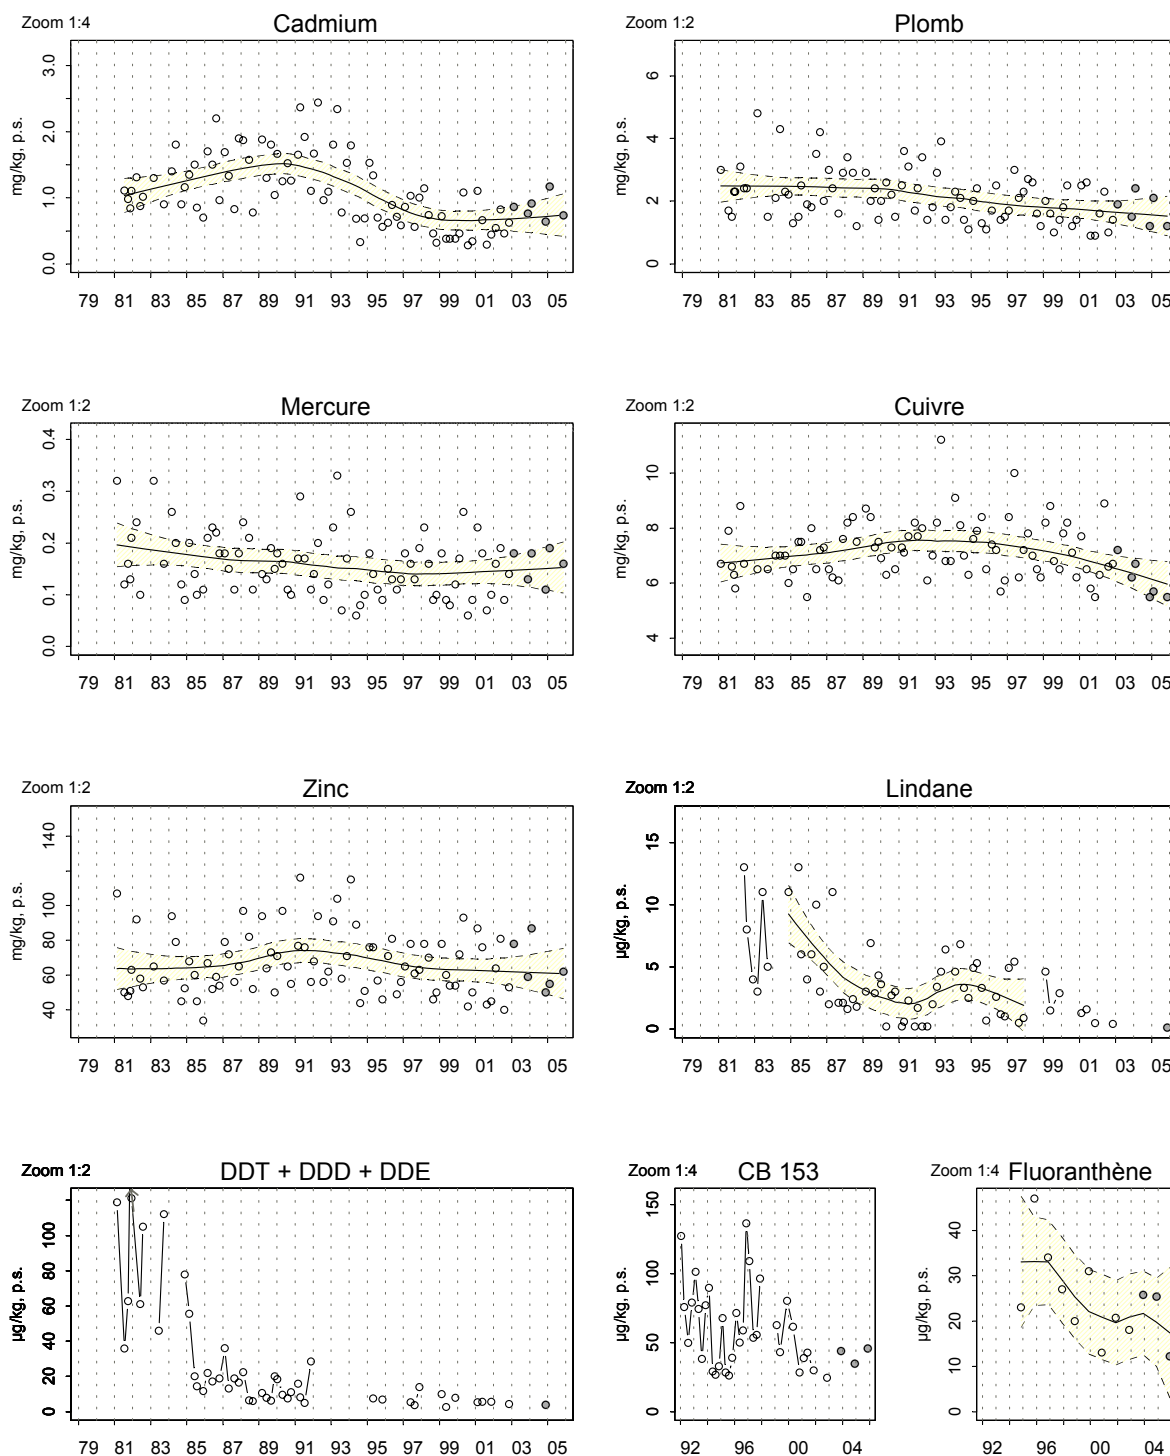 Zoom 1:4 Cadmium
3.0
2.0
1.0
0.0
mg/kg, p.s.
79 81 83 85 87 89 91 93 95 97 99 01 03 05
Zoom 1:2 Plomb
6
4
2
0
mg/kg, p.s.
79 81 83 85 87 89 91 93 95 97 99 01 03 05
Zoom 1:2 Mercure
0.4
0.3
0.2
0.1
0.0
mg/kg, p.s.
79 81 83 85 87 89 91 93 95 97 99 01 03 05
Zoom 1:2 Cuivre
10
8
6
4
mg/kg, p.s.
79 81 83 85 87 89 91 93 95 97 99 01 03 05
Zoom 1:2 Zinc
140
100
80
60
40
mg/kg, p.s.
79 81 83 85 87 89 91 93 95 97 99 01 03 05
Zoom 1:2 Lindane
15
10
5
0
µg/kg, p.s.
79 81 83 85 87 89 91 93 95 97 99 01 03 05
Zoom 1:2 DDT + DDD + DDE
100
80
60
40
20
0
µg/kg, p.s.
79 81 83 85 87 89 91 93 95 97 99 01 03 05
Zoom 1:4 CB 153
150
100
50
0
µg/kg, p.s.
92 96 00 04
Zoom 1:4 Fluoranthène
40
30
20
10
0
µg/kg, p.s.
92 96 00 04